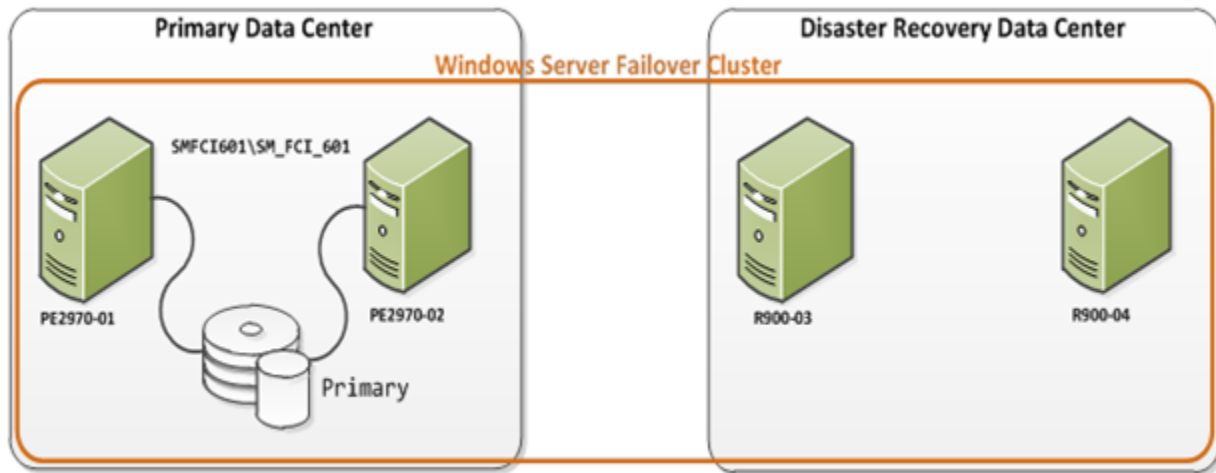 Primary Data Center
Disaster Recovery Data Center
Windows Server Failover Cluster
SMFCI601\SM_FCI_601
PE2970-01
PE2970-02
R900-03
R900-04
Primary